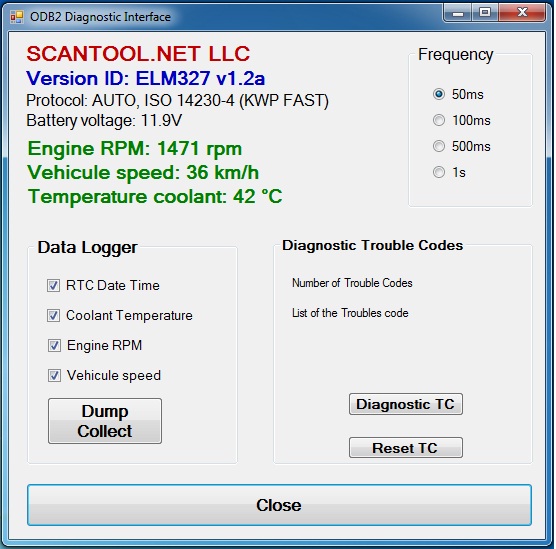 ODB2 Diagnostic Interface
SCANTOOL.NET LLC
Version ID: ELM327 v1.2a
Protocol: AUTO, ISO 14230-4 (KWP FAST)
Battery voltage: 11.9V
Engine RPM: 1471 rpm
Vehicule speed: 36 km/h
Temperature coolant: 42 °C
Frequency
50ms
100ms
500ms
1s
Data Logger
RTC Date Time
Coolant Temperature
Engine RPM
Vehicule speed
Dump
Collect
Diagnostic Trouble Codes
Number of Trouble Codes
List of the Troubles code
Diagnostic TC
Reset TC
Close